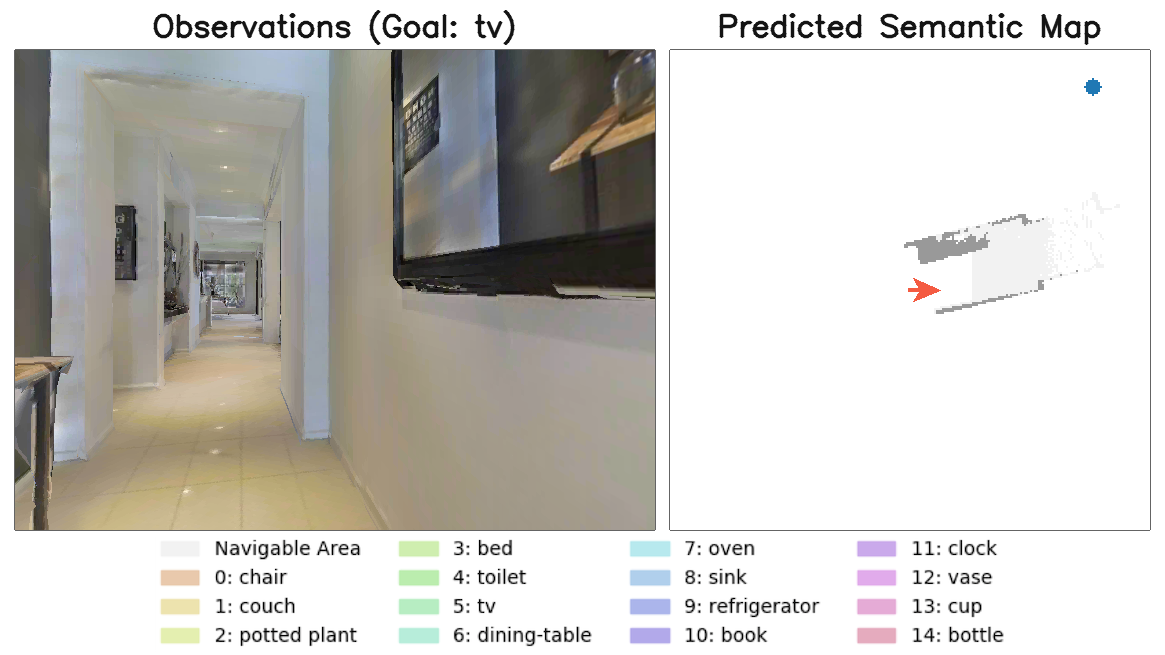 Observations (Goal: tv)
Predicted Semantic Map
Navigable Area
0: chair
1: couch
2: potted plant
3: bed
4: toilet
5: tv
6: dining-table
7: oven
8: sink
9: refrigerator
10: book
11: clock
12: vase
13: cup
14: bottle